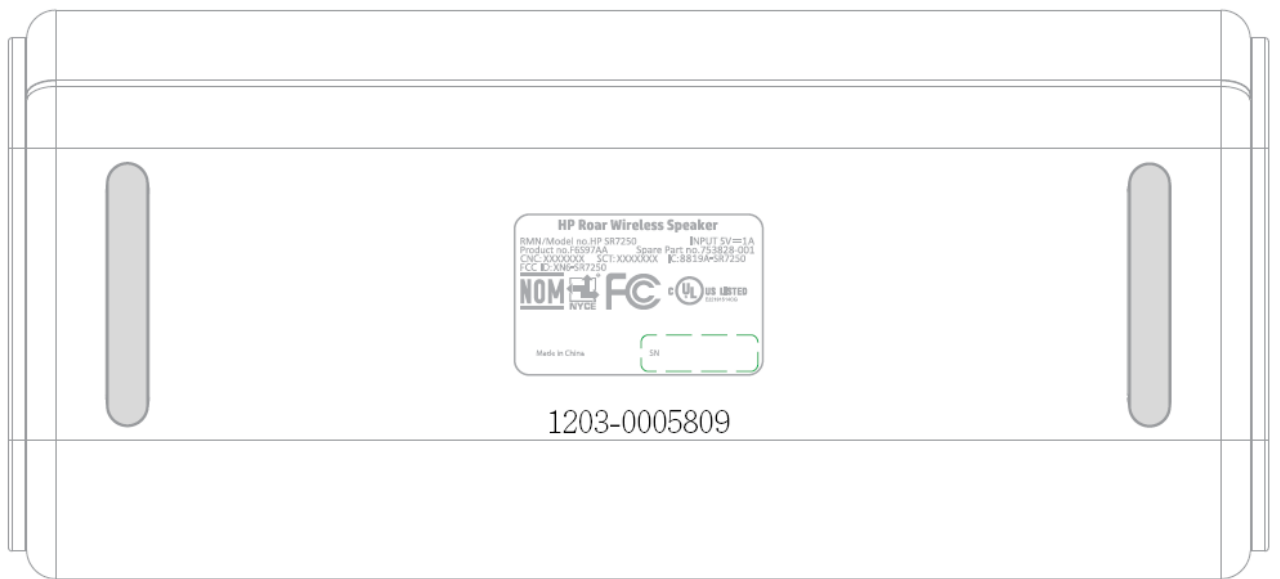 HP Roar Wireless Speaker
RMN/Model no.HP SR7250 INPUT 5V⎓1A
Product no.F6S97AA Spare Part no.753828-001
CNC:XXXXXXX SCT:XXXXXXX IC:8819A-SR7250
FCC ID:XN6-SR7250
NOM NYCE FC C UL US LISTED
Made in China SN
1203-0005809